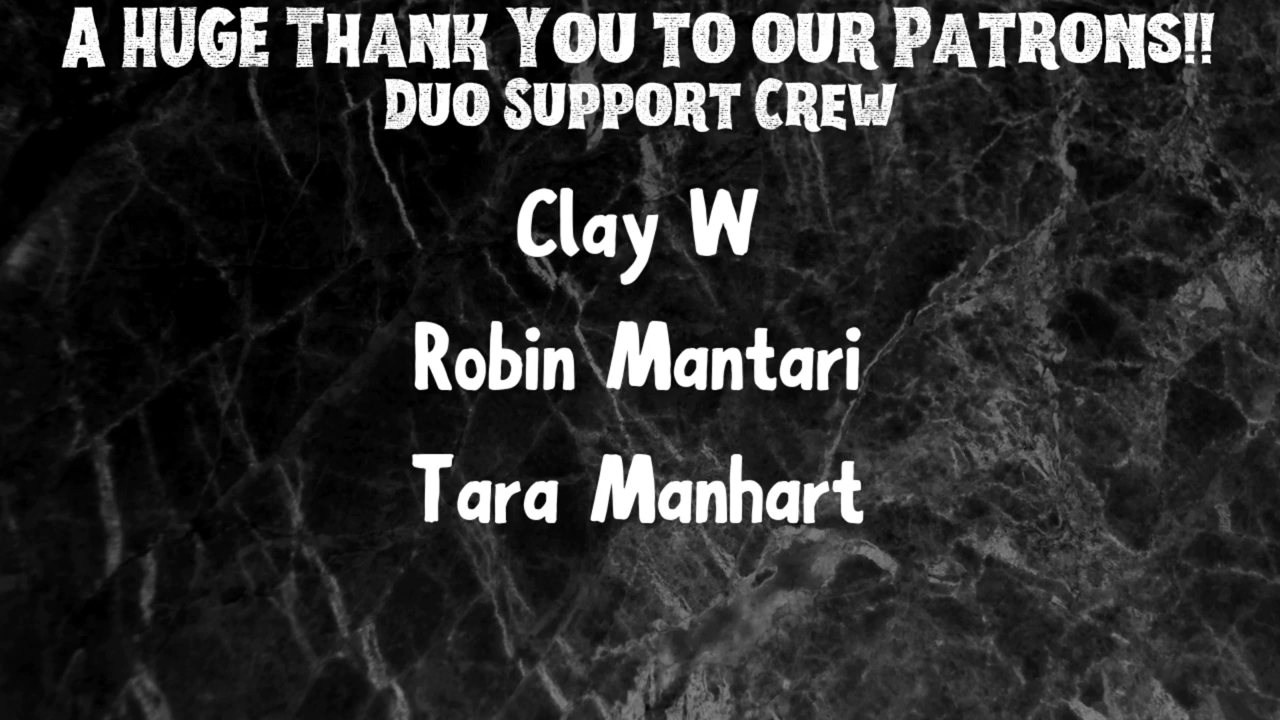 A HUGE THANK YOU TO OUR PATRONS!!
DUO SUPPORT CREW
Clay W
Robin Mantari
Tara Manhart